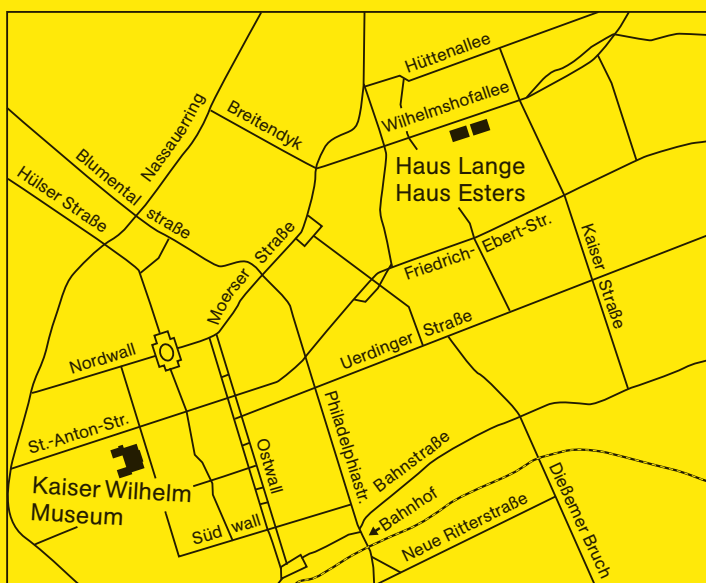 Hüttenallee
Nassauerring
Breitendyk
Wilhelmshofallee
Blumental straße
Hülser Straße
Haus Lange
Haus Esters
Moerser Straße
Friedrich-Ebert-Str.
Kaiser Straße
Nordwall
Uerdinger Straße
St.-Anton-Str.
Philadelphiastr.
Ostwall
Bahnstraße
Kaiser Wilhelm
Museum
Süd wall
Bahnhof
Neue Ritterstraße
Dießemer Bruch